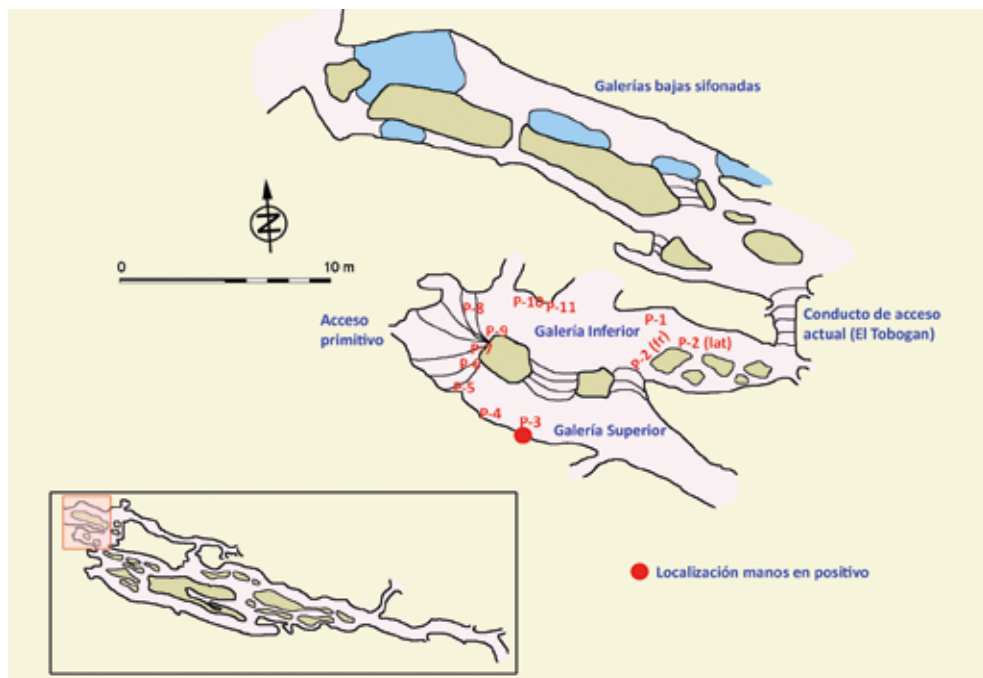 Galerías bajas sifonadas
N
0 10 m
Acceso
primitivo
P-8
P-10
P-11
P-9
P-7
P-6
P-5
P-4
P-3
Galería Inferior
P-1
P-2 (fr)
P-2 (lat)
Conducto de acceso
actual (El Tobogan)
Galería Superior
Localización manos en positivo